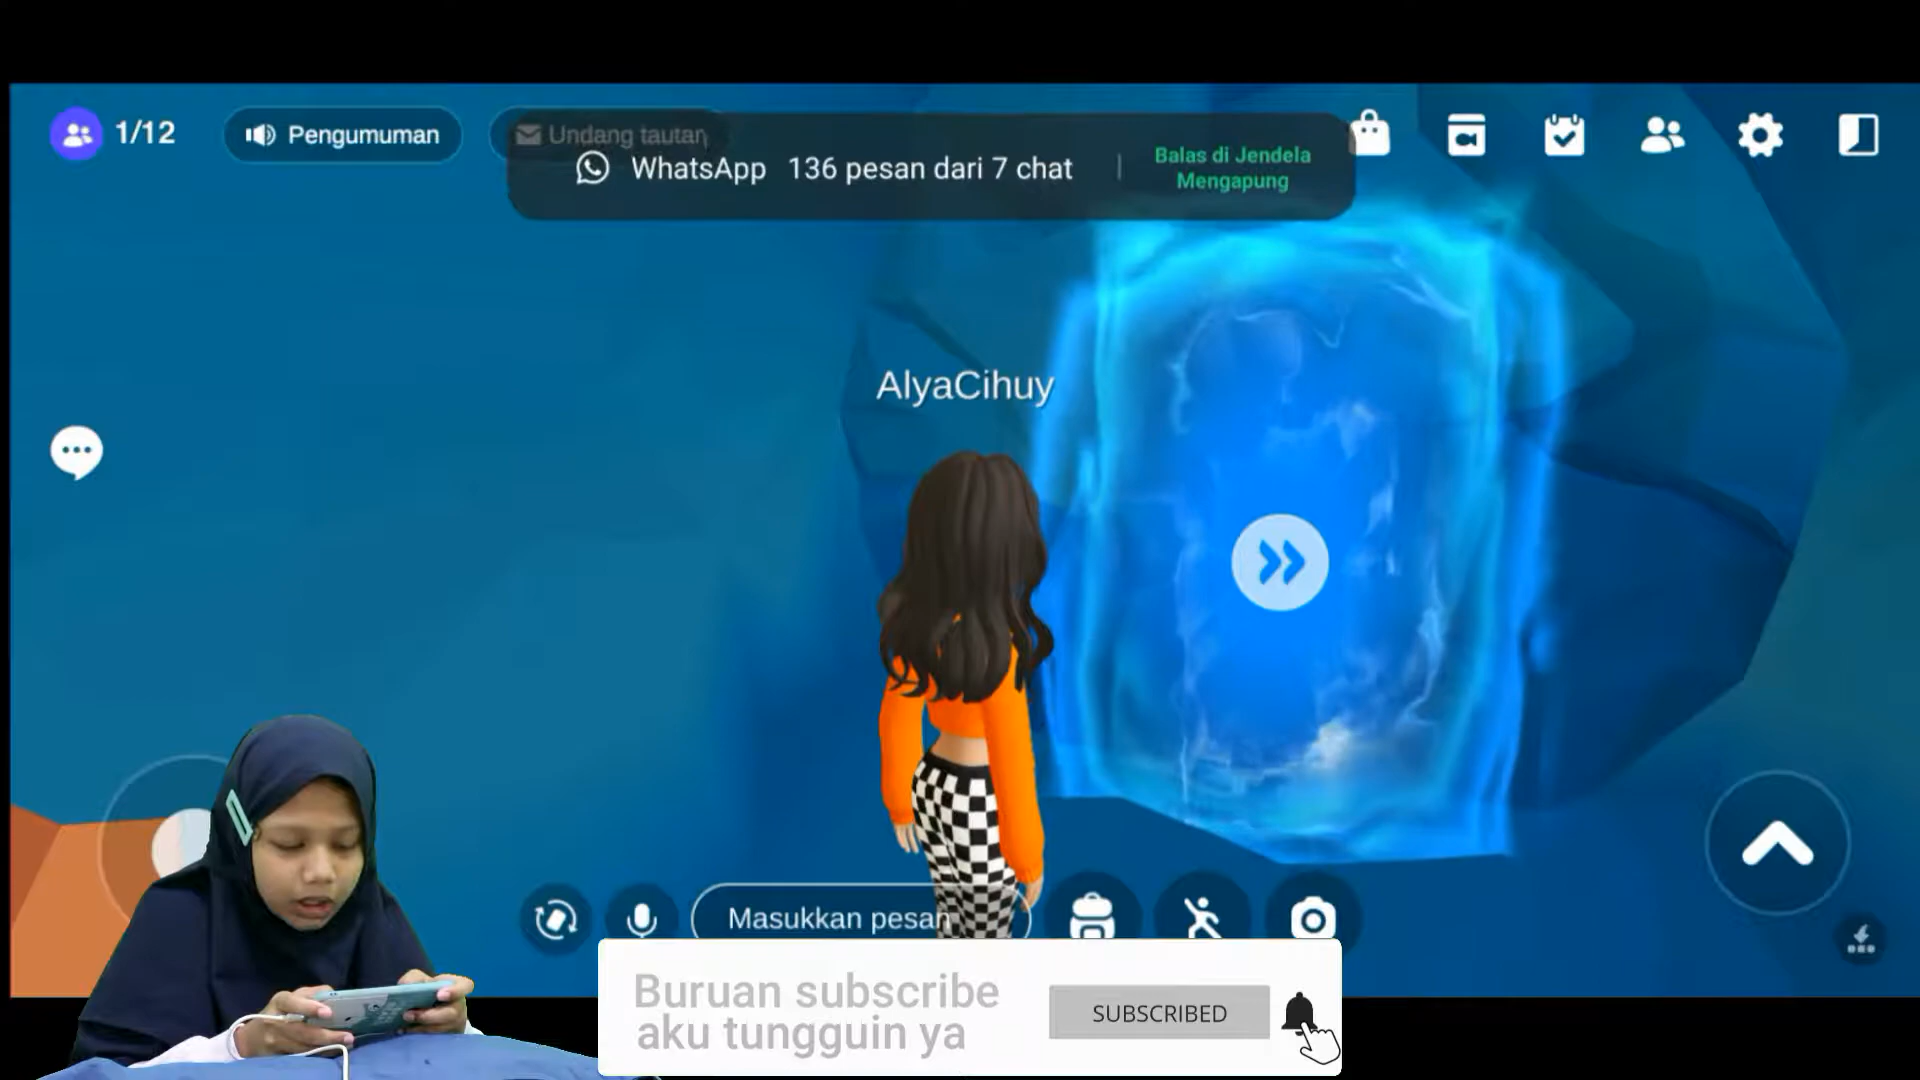 1/12
Pengumuman
Undang tautan
WhatsApp 136 pesan dari 7 chat
Balas di Jendela
Mengapung
AlyaCihuy
Masukkan pesan
Buruan subscribe
aku tungguin ya
SUBSCRIBED